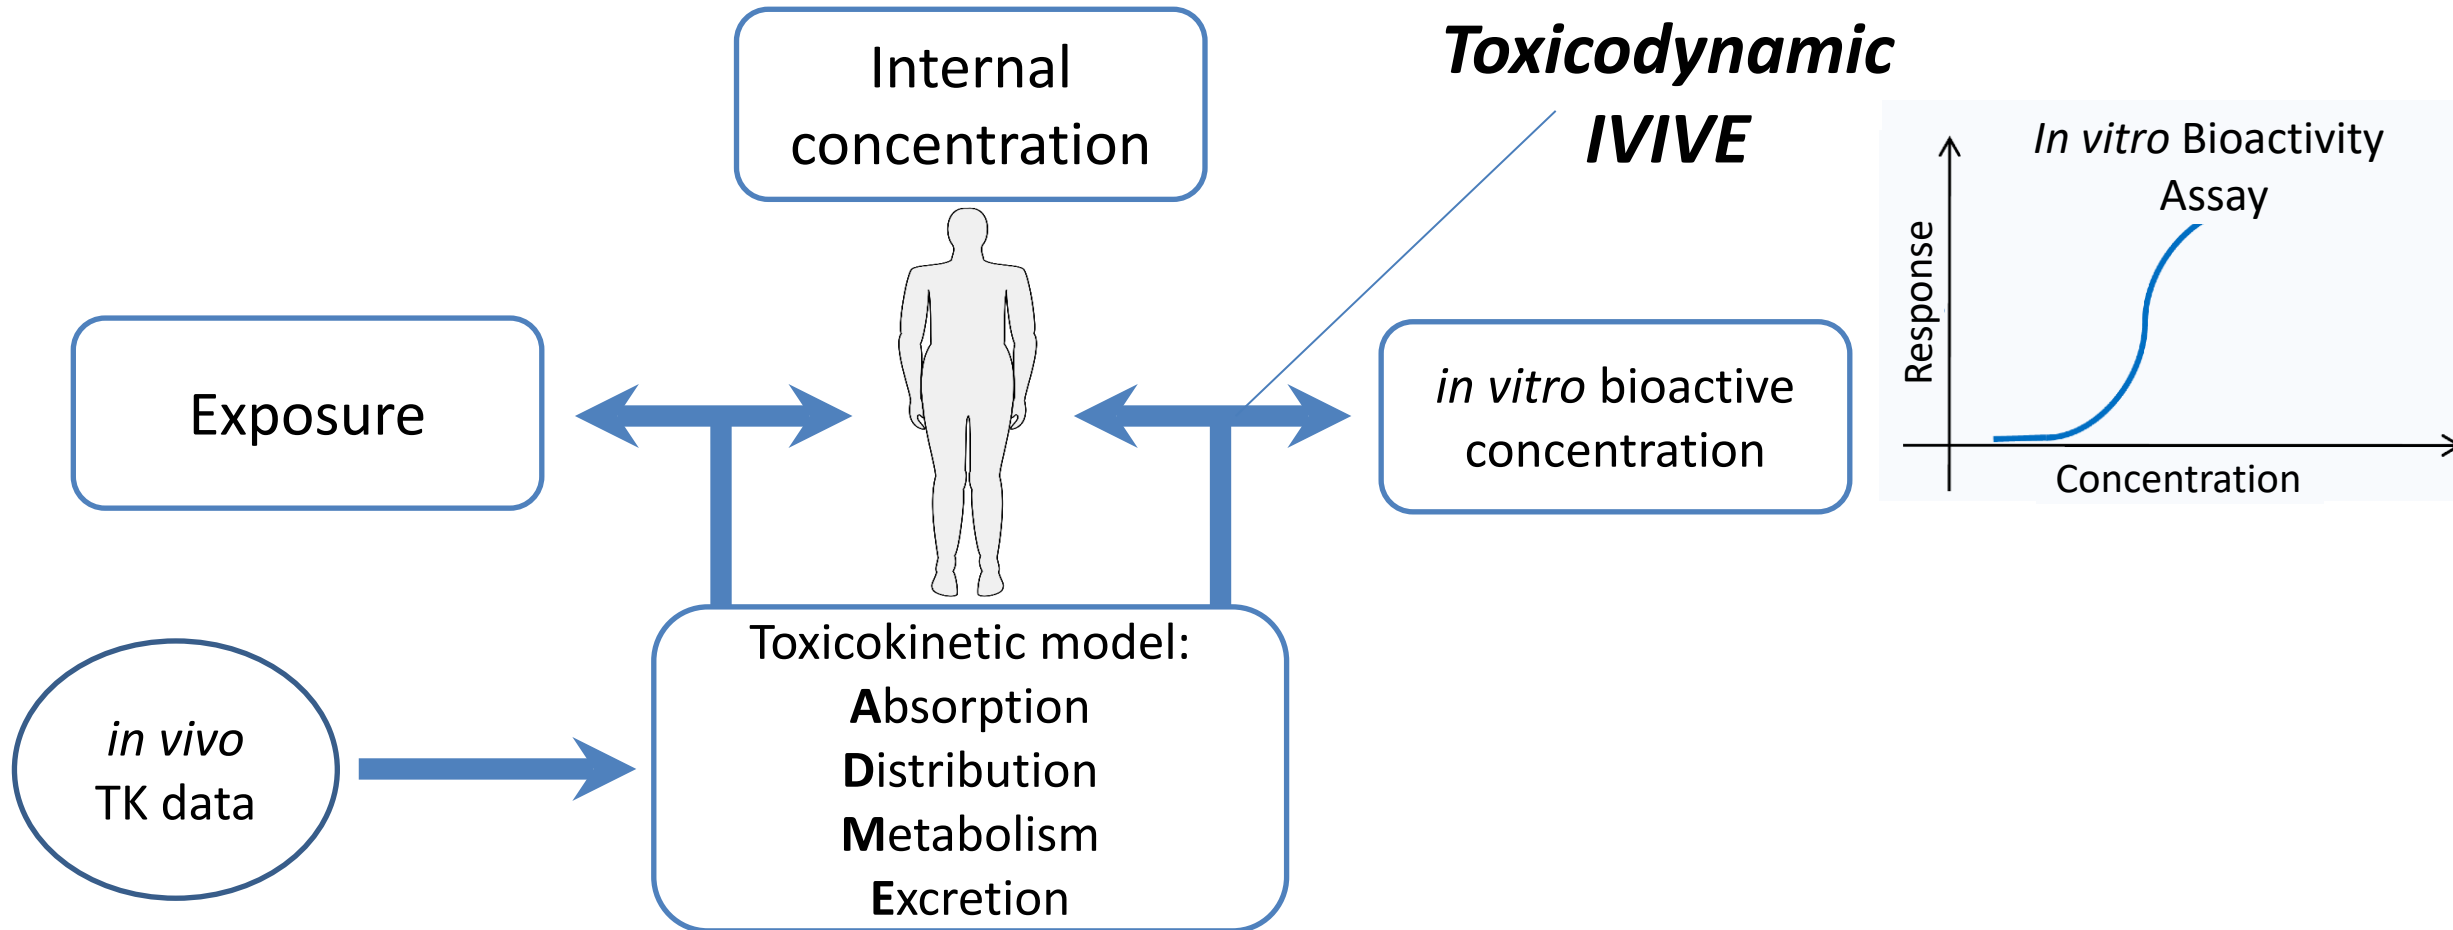 Internal
concentration
Toxicodynamic
IVIVE
In vitro Bioactivity
Assay
Response
Concentration
Exposure
in vitro bioactive
concentration
in vivo
TK data
Toxicokinetic model:
Absorption
Distribution
Metabolism
Excretion